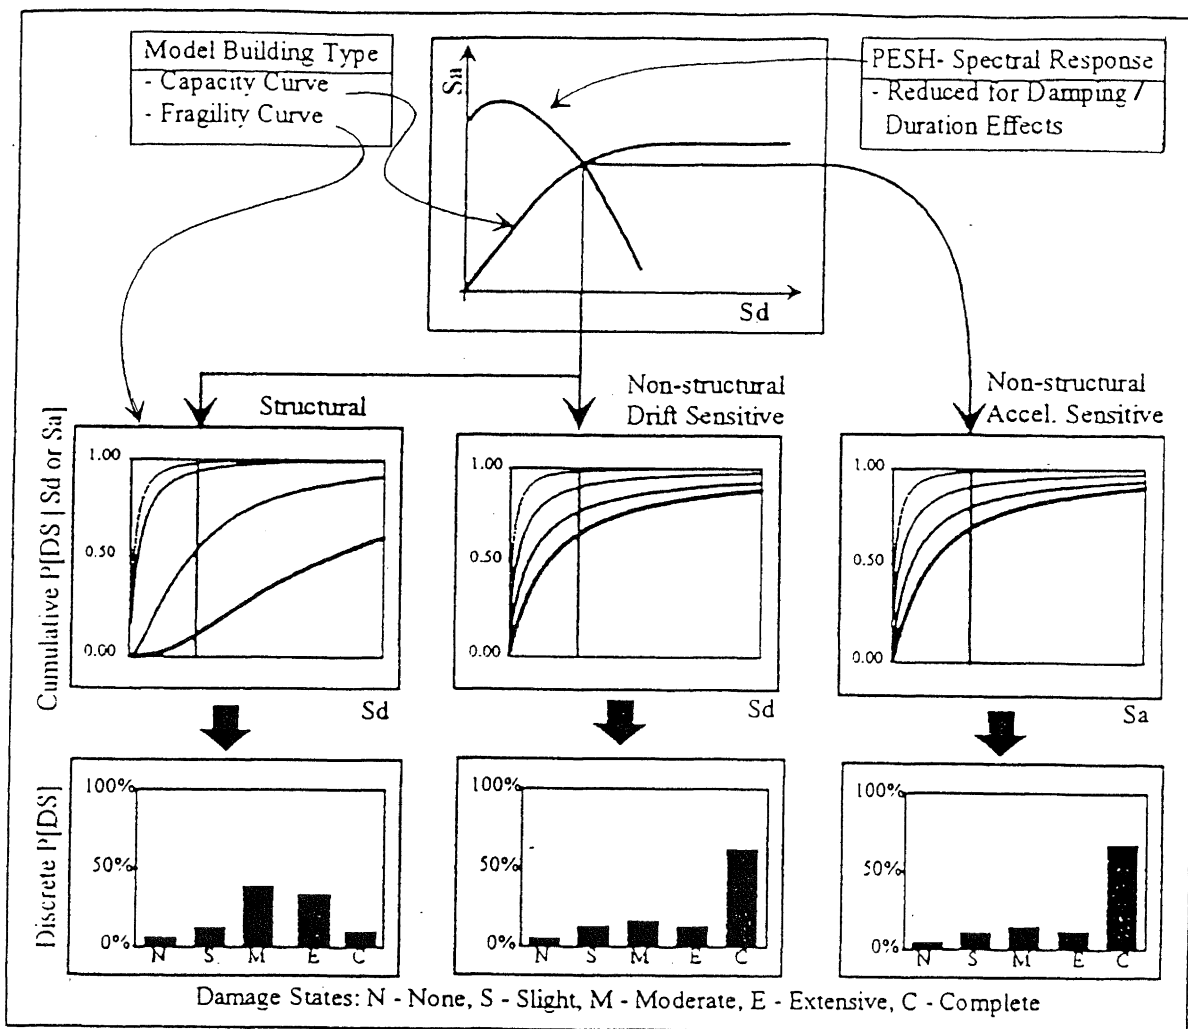 Model Building Type
- Capacity Curve
- Fragility Curve
Sa
Sd
PESH- Spectral Response
- Reduced for Damping /
Duration Effects
Structural
Non-structural
Drift Sensitive
Non-structural
Accel. Sensitive
Cumulative P[DS | Sd or Sa]
1.00
0.50
0.00
Sd
1.00
0.50
0.00
Sd
1.00
0.50
0.00
Sa
Discrete P[DS]
100%
50%
0%
N S M E C
100%
50%
0%
N S M E C
100%
50%
0%
N S M E C
Damage States: N - None, S - Slight, M - Moderate, E - Extensive, C - Complete